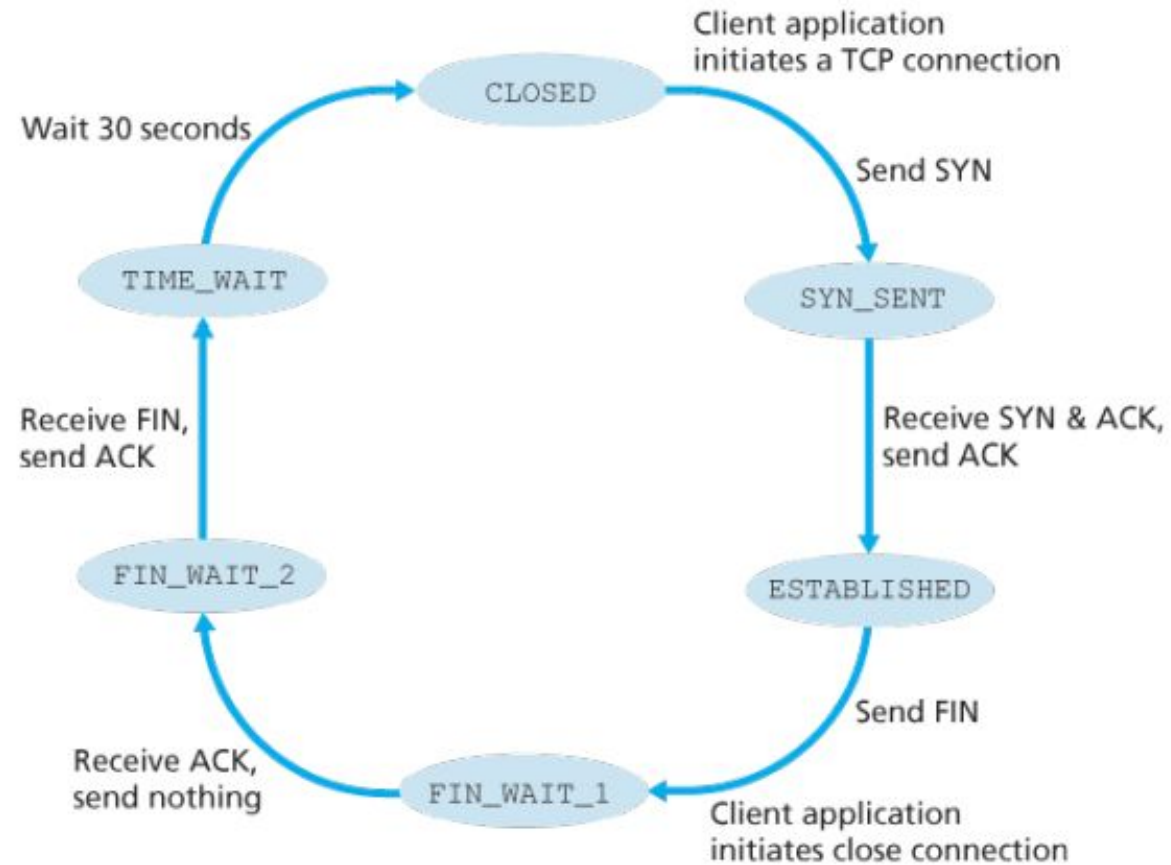 Client application
initiates a TCP connection
CLOSED
Wait 30 seconds
Send SYN
TIME_WAIT
SYN_SENT
Receive FIN,
send ACK
Receive SYN & ACK,
send ACK
FIN_WAIT_2
ESTABLISHED
Send FIN
Receive ACK,
send nothing
FIN_WAIT_1
Client application
initiates close connection